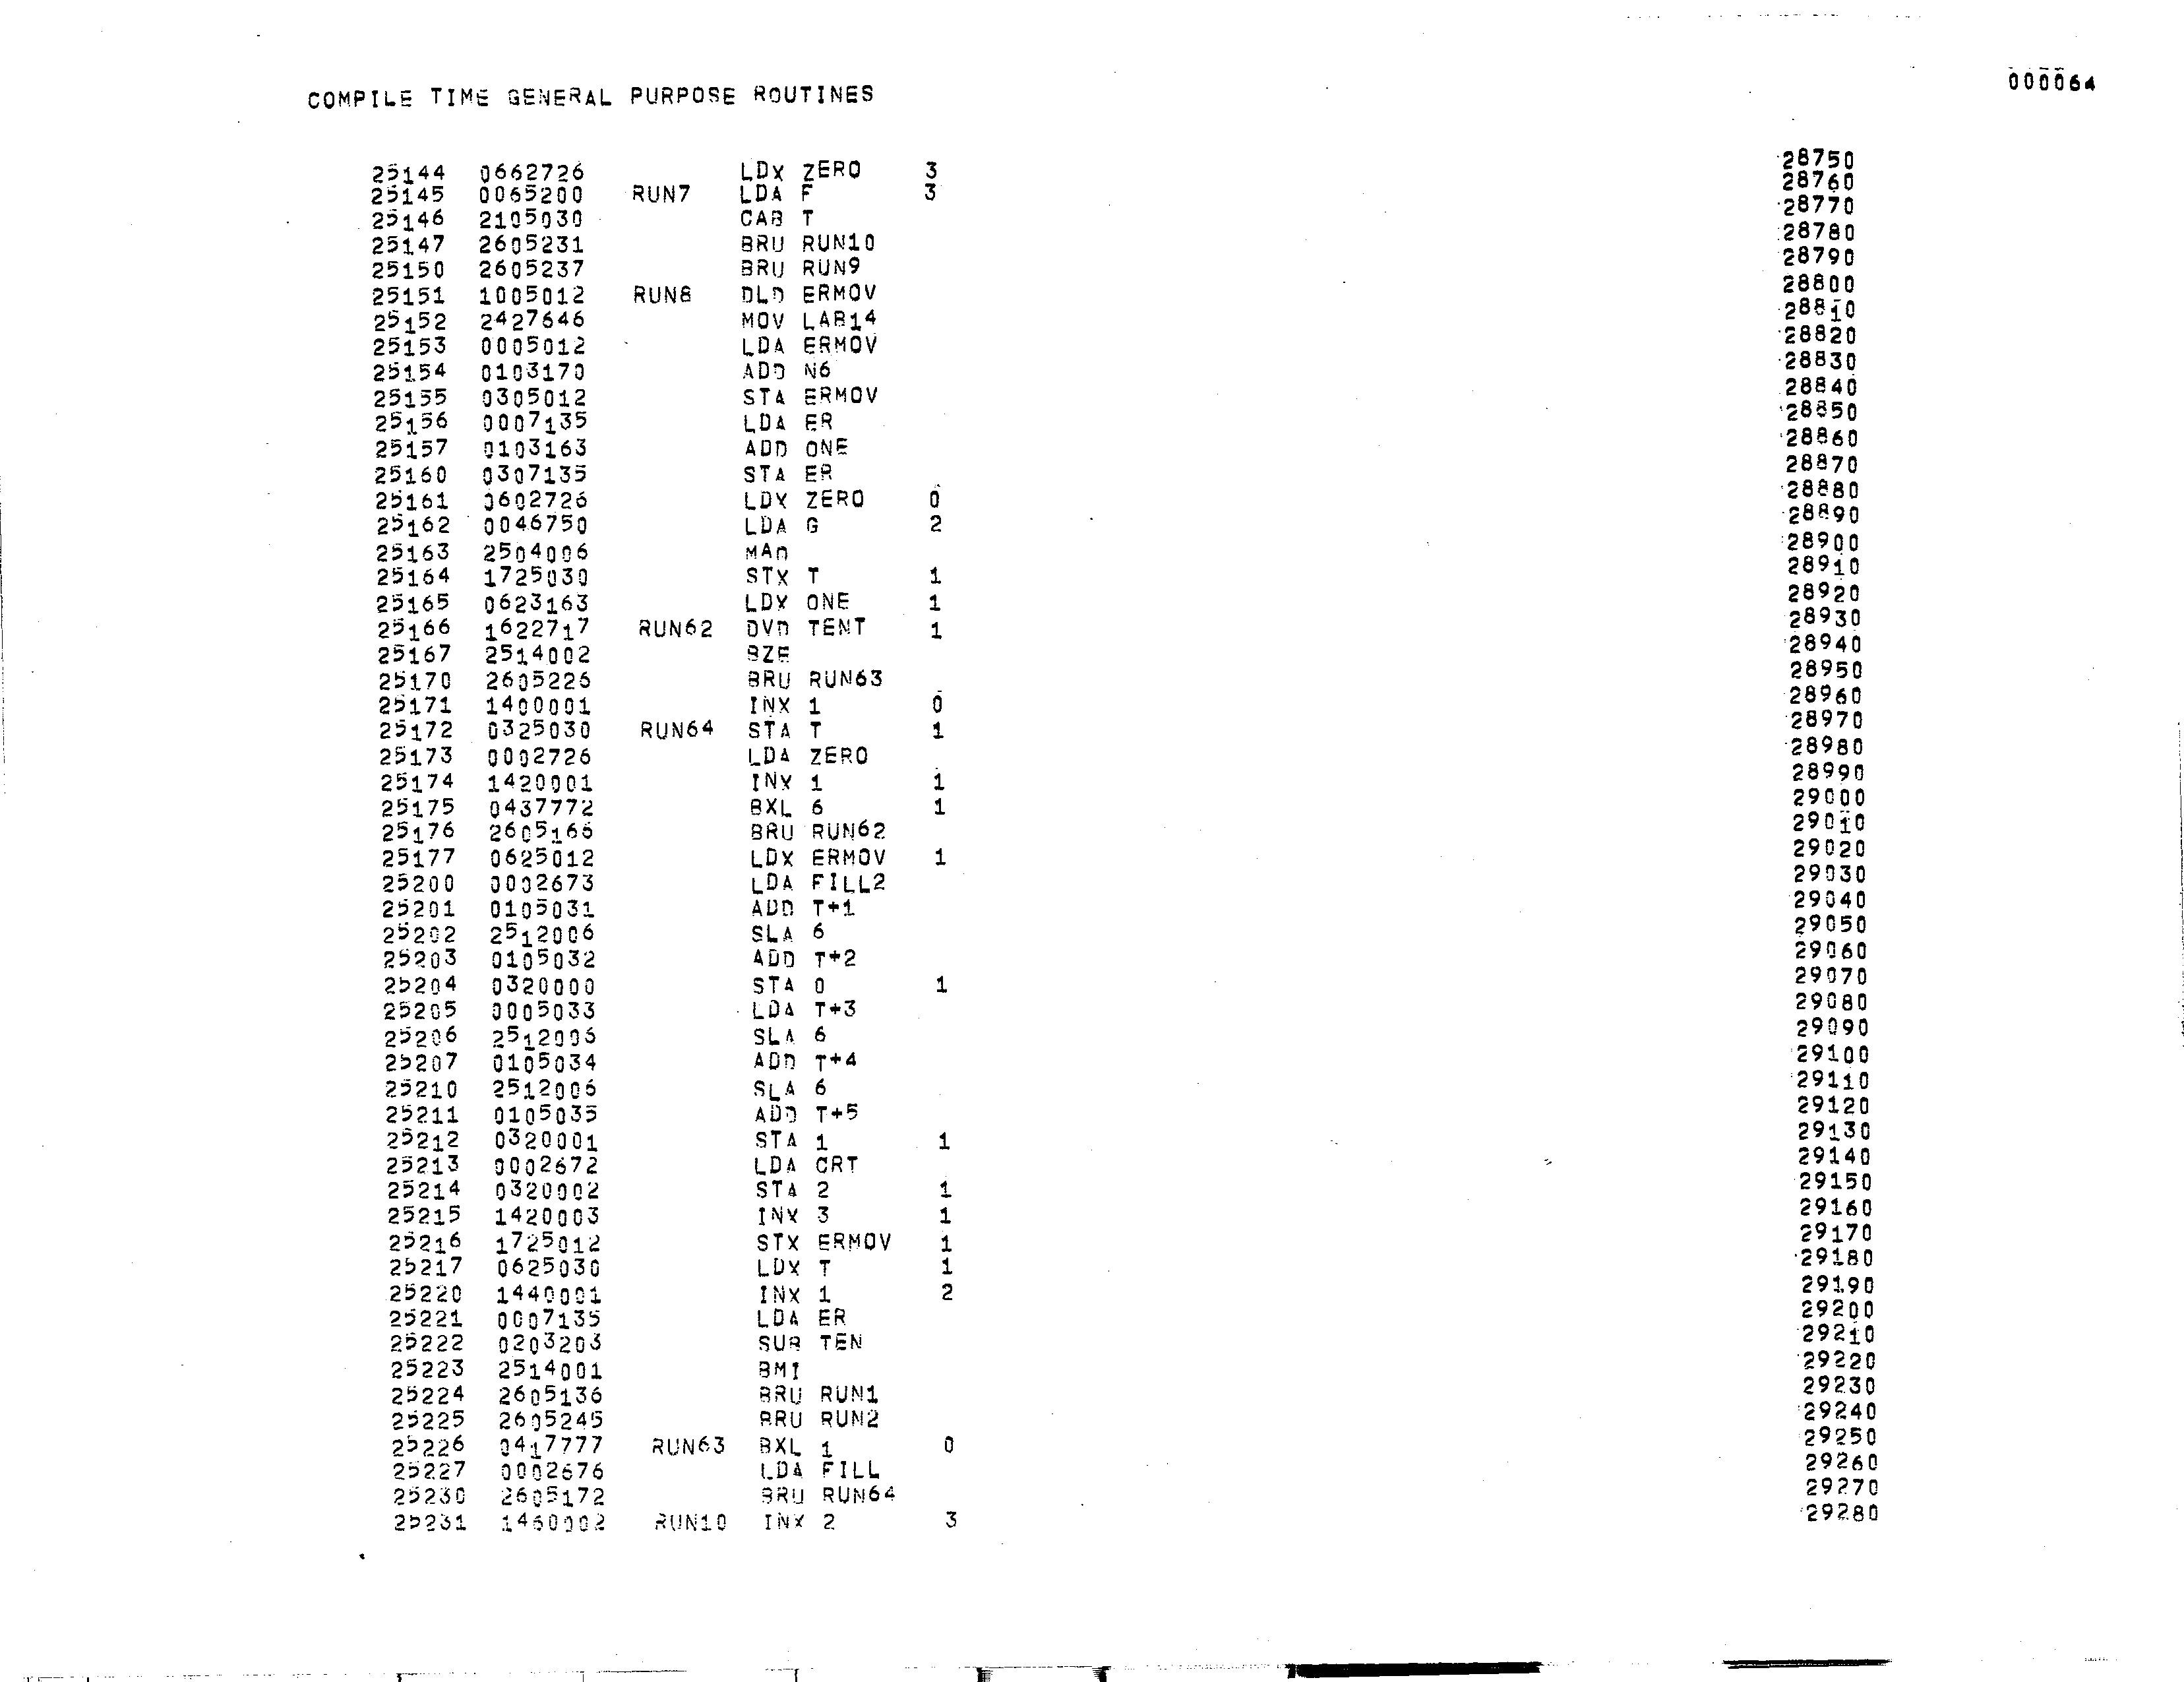 000064
COMPILE TIME GENERAL PURPOSE ROUTINES
25144 0662726 LDX ZERO 3 28750
25145 0065200 RUN7 LDA F 3 28760
25146 2105030 CAB T 28770
25147 2605231 BRU RUN10 28780
25150 2605237 BRU RUN9 28790
25151 1005012 RUN8 DLD ERMOV 28800
25152 2427646 MOV LAB14 28810
25153 0005012 LDA ERMOV 28820
25154 0103170 ADD N6 28830
25155 0305012 STA ERMOV 28840
25156 0007135 LDA ER 28850
25157 0103163 ADD ONE 28860
25160 0307135 STA ER 28870
25161 0602726 LDX ZERO 0 28880
25162 0046750 LDA G 2 28890
25163 2504006 MAQ 28900
25164 1725030 STX T 1 28910
25165 0623163 LDX ONE 1 28920
25166 1622717 RUN62 DVD TENT 1 28930
25167 2514002 BZE 28940
25170 2605226 BRU RUN63 28950
25171 1400001 INX 1 0 28960
25172 0325030 RUN64 STA T 1 28970
25173 0002726 LDA ZERO 28980
25174 1420001 INX 1 1 28990
25175 0437772 BXL 6 1 29000
25176 2605166 BRU RUN62 29010
25177 0625012 LDX ERMOV 1 29020
25200 0002673 LDA FILL2 29030
25201 0105031 ADD T+1 29040
25202 2512006 SLA 6 29050
25203 0105032 ADD T+2 29060
25204 0320000 STA 0 1 29070
25205 0005033 LDA T+3 29080
25206 2512006 SLA 6 29090
25207 0105034 ADD T+4 29100
25210 2512006 SLA 6 29110
25211 0105035 ADD T+5 29120
25212 0320001 STA 1 1 29130
25213 0002672 LDA CRT 29140
25214 0320002 STA 2 1 29150
25215 1420003 INX 3 1 29160
25216 1725012 STX ERMOV 1 29170
25217 0625030 LDX T 1 29180
25220 1440001 INX 1 2 29190
25221 0007135 LDA ER 29200
25222 0203203 SUB TEN 29210
25223 2514001 BMI 29220
25224 2605136 BRU RUN1 29230
25225 2605245 BRU RUN2 29240
25226 0417777 RUN63 BXL 1 0 29250
25227 0002676 LDA FILL 29260
25230 2605172 BRU RUN64 29270
25231 1460002 RUN10 INX 2 3 29280